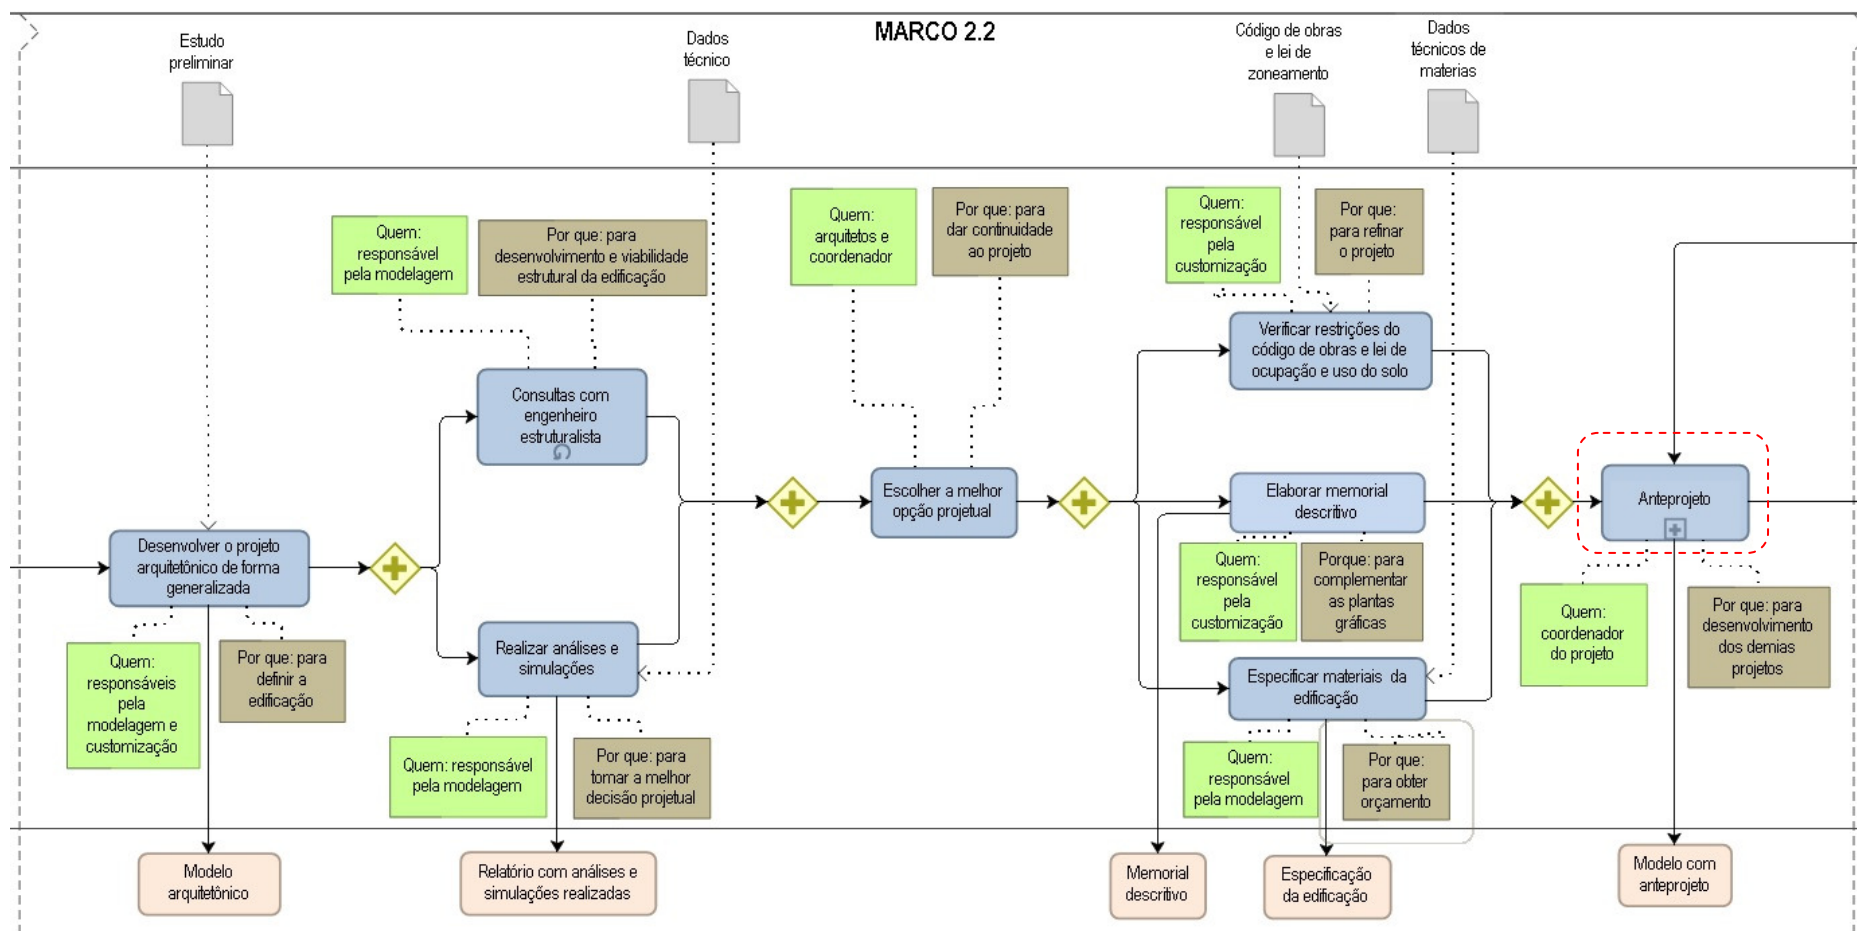 MARCO 2.2
Estudo
preliminar
Dados
técnico
Código de obras
e lei de
zoneamento
Dados
técnicos de
materias
Quem:
responsável
pela modelagem
Por que: para
desenvolvimento e viabilidade
estrutural da edificação
Quem:
arquitetos e
coordenador
Por que: para
dar continuidade
ao projeto
Quem:
responsável
pela
customização
Por que:
para refinar
o projeto
Consultas com
engenheiro
estruturalista
Verificar restrições do
código de obras e lei de
ocupação e uso do solo
Escolher a melhor
opção projetual
Elaborar memorial
descritivo
Anteprojeto
Desenvolver o projeto
arquitetônico de forma
generalizada
Quem:
responsável
pela
customização
Porque: para
complementar
as plantas
gráficas
Quem:
coordenador
do projeto
Por que: para
desenvolvimento
dos demias
projetos
Quem:
responsáveis
pela
modelagem e
customização
Por que: para
definir a
edificação
Realizar análises e
simulações
Especificar materiais da
edificação
Quem: responsável
pela modelagem
Por que: para
tomar a melhor
decisão projetual
Quem:
responsável
pela modelagem
Por que:
para obter
orçamento
Modelo
arquitetônico
Relatório com análises e
simulações realizadas
Memorial
descritivo
Especificação
da edificação
Modelo com
anteprojeto